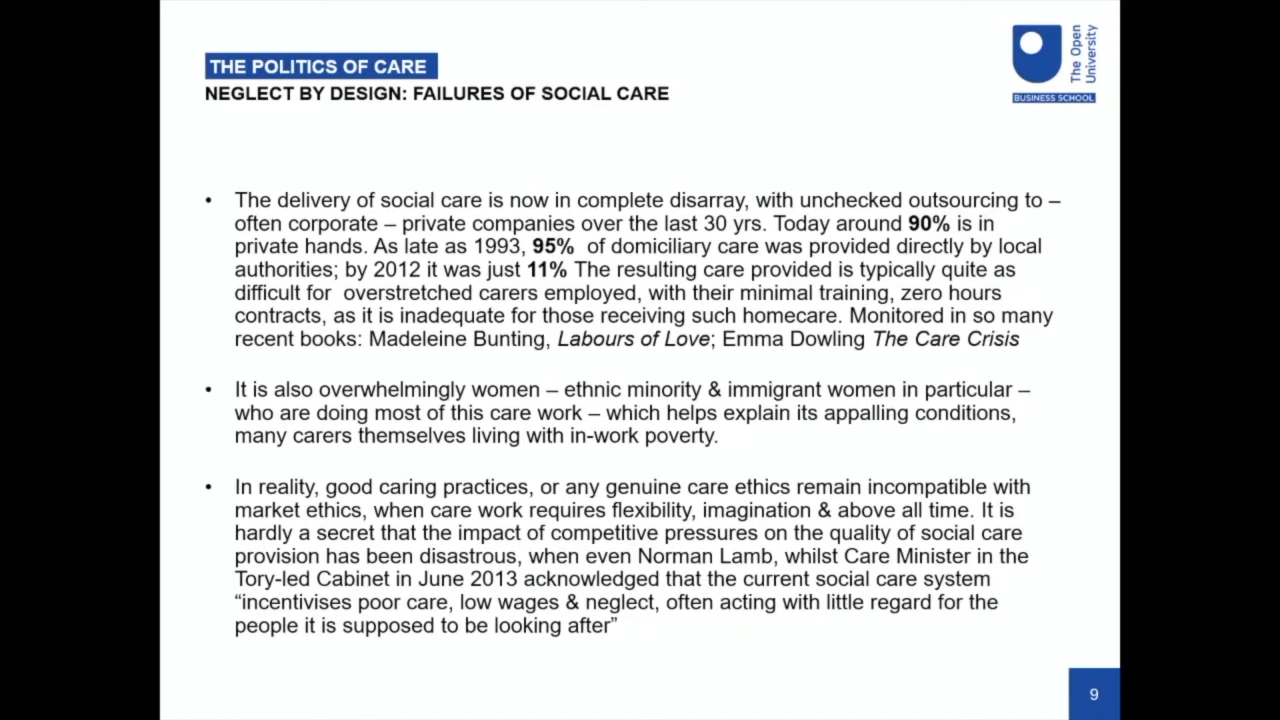 THE POLITICS OF CARE
NEGLECT BY DESIGN: FAILURES OF SOCIAL CARE
The Open
University
BUSINESS SCHOOL
• The delivery of social care is now in complete disarray, with unchecked outsourcing to –
often corporate – private companies over the last 30 yrs. Today around 90% is in
private hands. As late as 1993, 95% of domiciliary care was provided directly by local
authorities; by 2012 it was just 11% The resulting care provided is typically quite as
difficult for overstretched carers employed, with their minimal training, zero hours
contracts, as it is inadequate for those receiving such homecare. Monitored in so many
recent books: Madeleine Bunting, Labours of Love; Emma Dowling The Care Crisis
• It is also overwhelmingly women – ethnic minority & immigrant women in particular –
who are doing most of this care work – which helps explain its appalling conditions,
many carers themselves living with in-work poverty.
• In reality, good caring practices, or any genuine care ethics remain incompatible with
market ethics, when care work requires flexibility, imagination & above all time. It is
hardly a secret that the impact of competitive pressures on the quality of social care
provision has been disastrous, when even Norman Lamb, whilst Care Minister in the
Tory-led Cabinet in June 2013 acknowledged that the current social care system
“incentivises poor care, low wages & neglect, often acting with little regard for the
people it is supposed to be looking after”
9